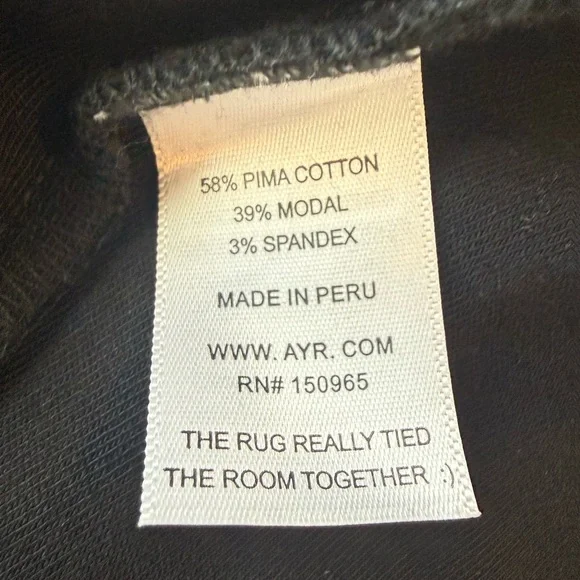 58% PIMA COTTON
39% MODAL
3% SPANDEX
MADE IN PERU
WWW. AYR. COM
RN# 150965
THE RUG REALLY TIED
THE ROOM TOGETHER :)